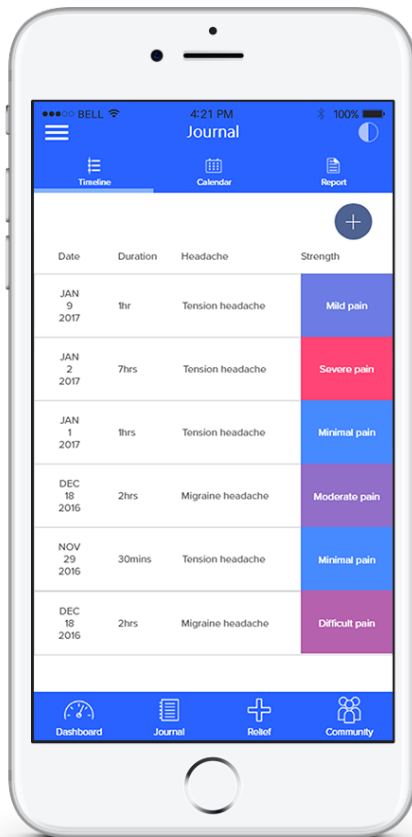 ●●●○○ BELL 4:21 PM 100%
Journal
Timeline Calendar Report
+
Date Duration Headache Strength
JAN
9
2017
1hr Tension headache Mild pain
JAN
2
2017
7hrs Tension headache Severe pain
JAN
1
2017
1hrs Tension headache Minimal pain
DEC
18
2016
2hrs Migraine headache Moderate pain
NOV
29
2016
30mins Tension headache Minimal pain
DEC
18
2016
2hrs Migraine headache Difficult pain
Dashboard Journal Relief Community